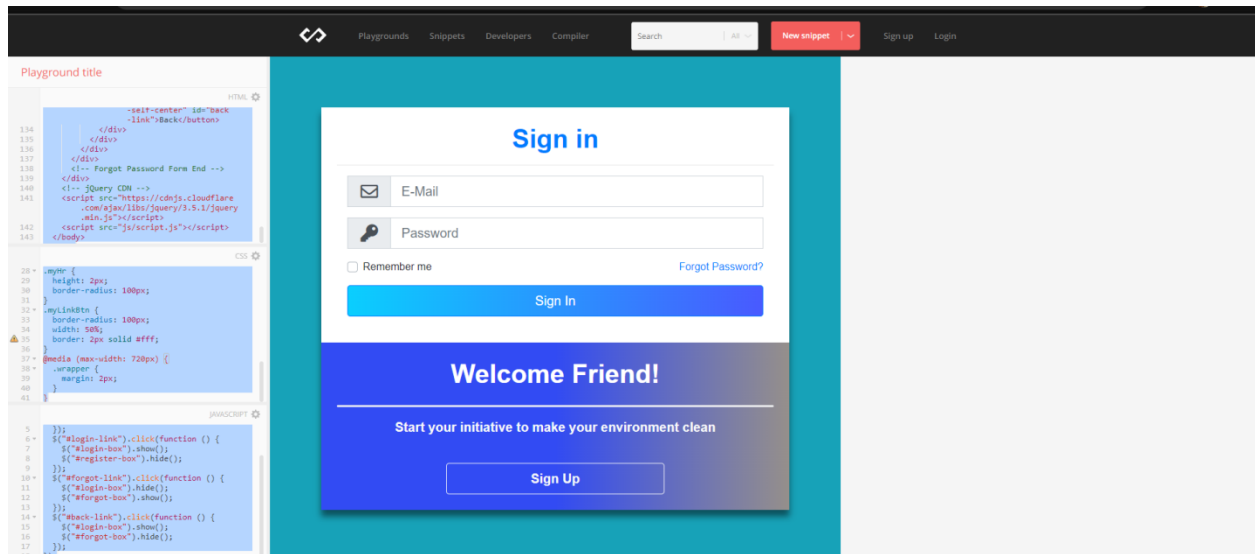 Playgrounds Snippets Developers Compiler Search All New snippet Sign up Login
Playground title
HTML
-self-center" id="back
-link">Back</button>
134 </div>
135 </div>
136 </div>
137 </div>
138 <!-- Forgot Password Form End -->
139 </div>
140 <!-- jQuery CDN -->
141 <script src="https://cdnjs.cloudflare
.com/ajax/libs/jquery/3.5.1/jquery
.min.js"></script>
142 <script src="js/script.js"></script>
143 </body>
CSS
28 .myHr {
29 height: 2px;
30 border-radius: 100px;
31 }
32 .myLinkBtn {
33 border-radius: 100px;
34 width: 50%;
35 border: 2px solid #fff;
36 }
37 @media (max-width: 720px) {
38 .wrapper {
39 margin: 2px;
40 }
41 }
JAVASCRIPT
5 });
6 $("#login-link").click(function () {
7 $("#login-box").show();
8 $("#register-box").hide();
9 });
10 $("#forgot-link").click(function () {
11 $("#login-box").hide();
12 $("#forgot-box").show();
13 });
14 $("#back-link").click(function () {
15 $("#login-box").show();
16 $("#forgot-box").hide();
17 });
Sign in
E-Mail
Password
Remember me Forgot Password?
Sign In
Welcome Friend!
Start your initiative to make your environment clean
Sign Up